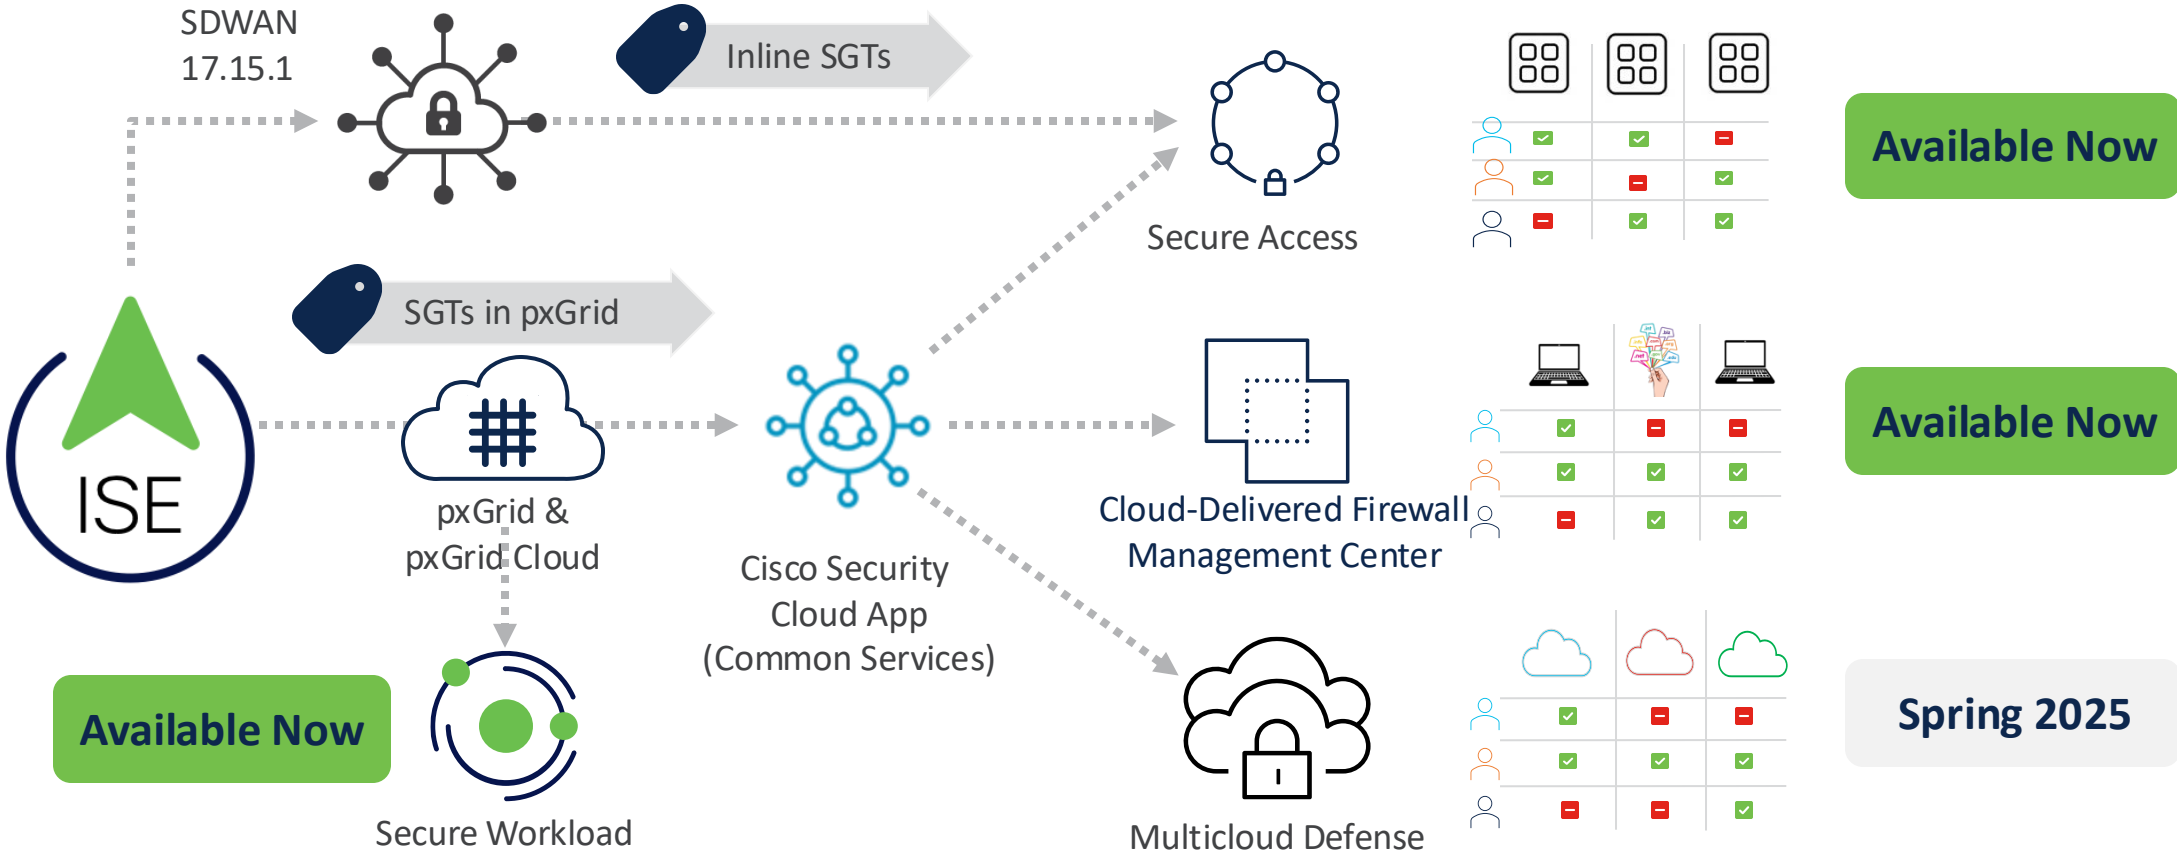 SDWAN
17.15.1
Inline SGTs
Secure Access
Available Now
SGTs in pxGrid
ISE
pxGrid &
pxGrid Cloud
Cisco Security
Cloud App
(Common Services)
Cloud-Delivered Firewall
Management Center
Available Now
Available Now
Secure Workload
Multicloud Defense
Spring 2025